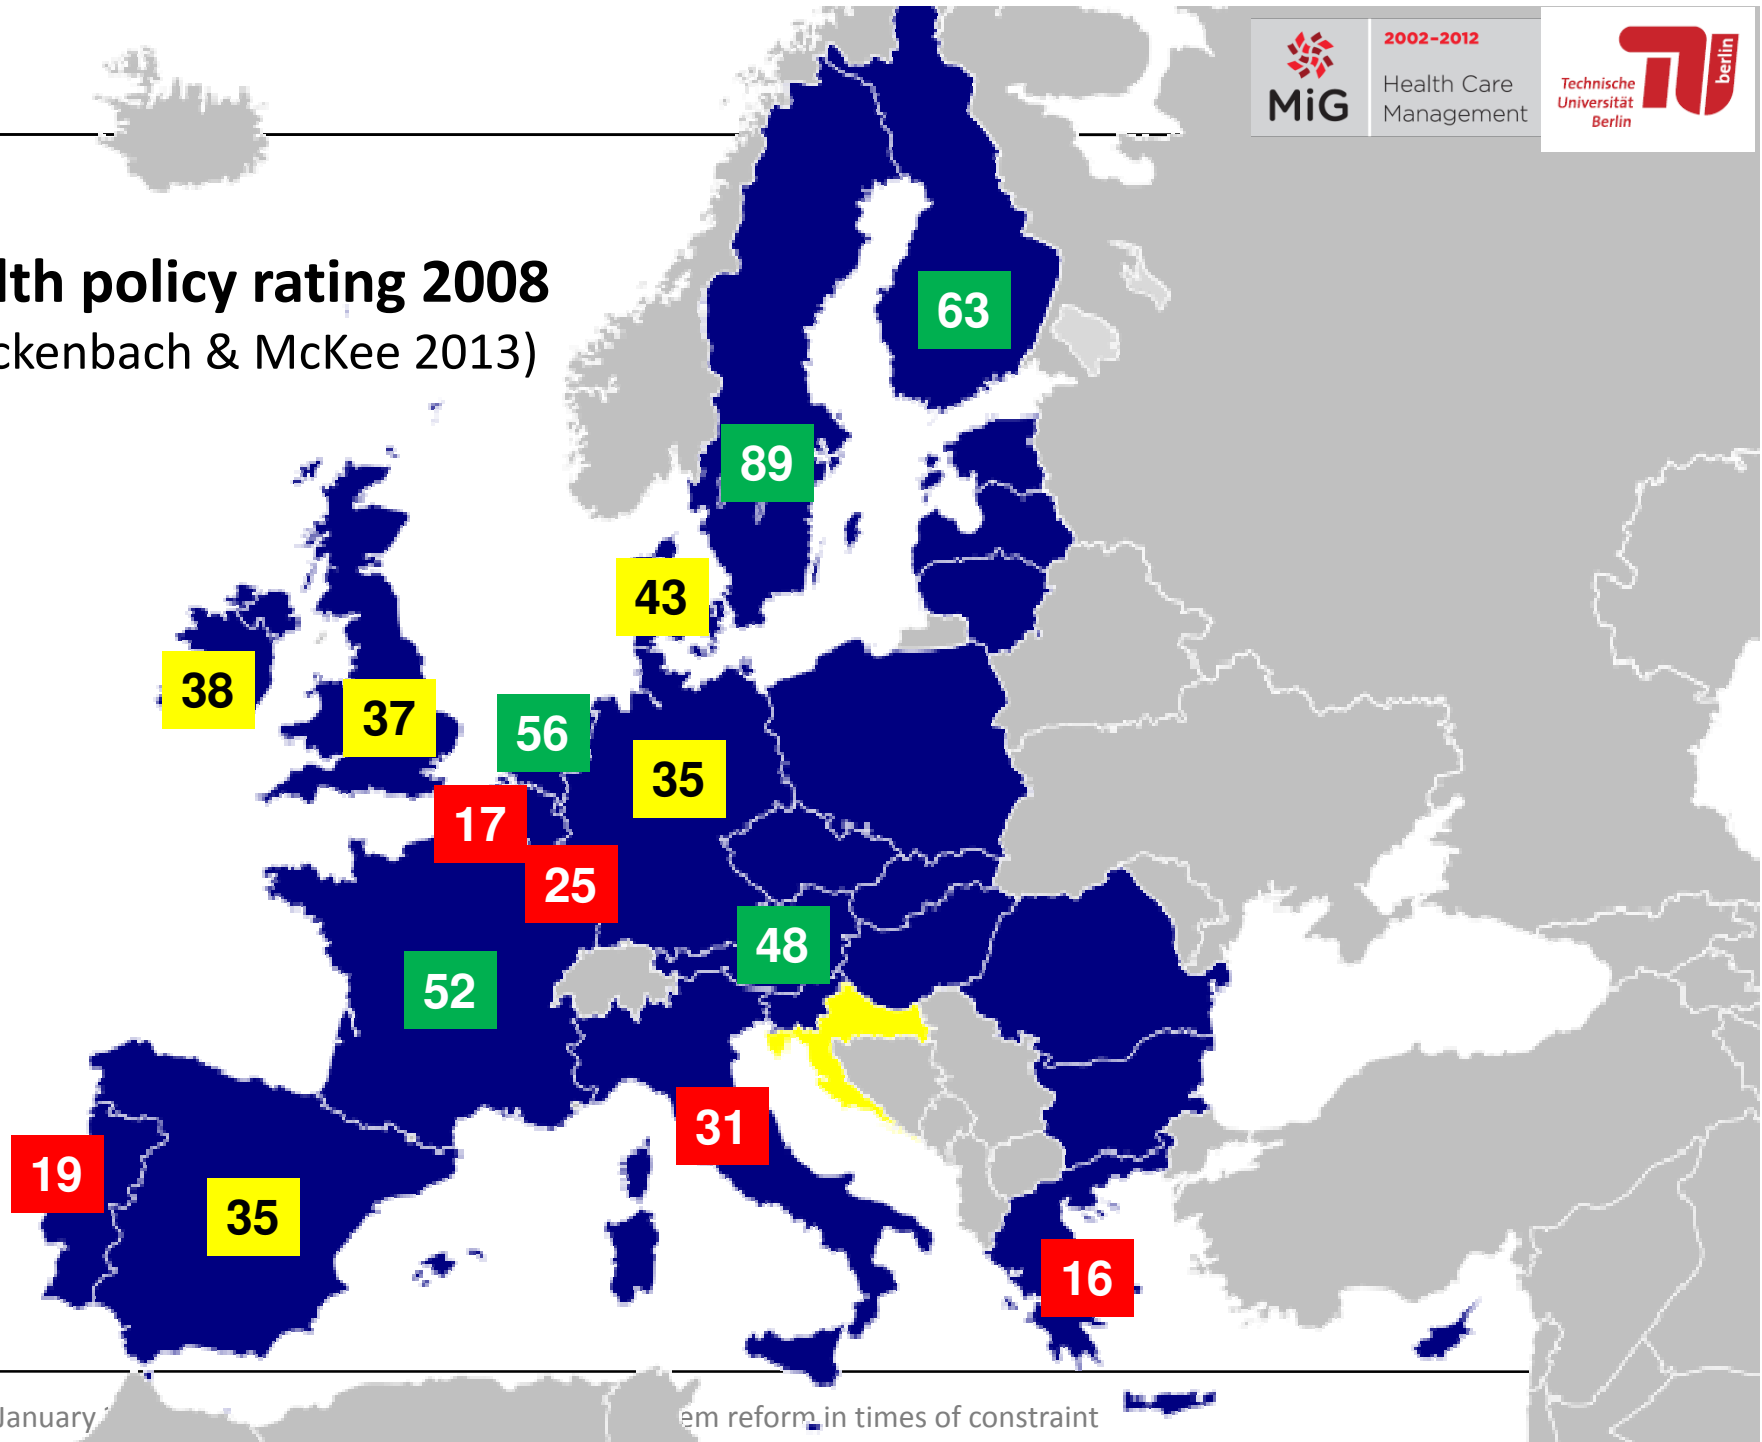 2002–2012
Health Care
Management
MiG
Technische
Universität
Berlin
berlin
lth policy rating 2008
ckenbach & McKee 2013)
63
89
43
38
37
56
35
17
25
48
52
31
19
35
16
January
em reform in times of constraint